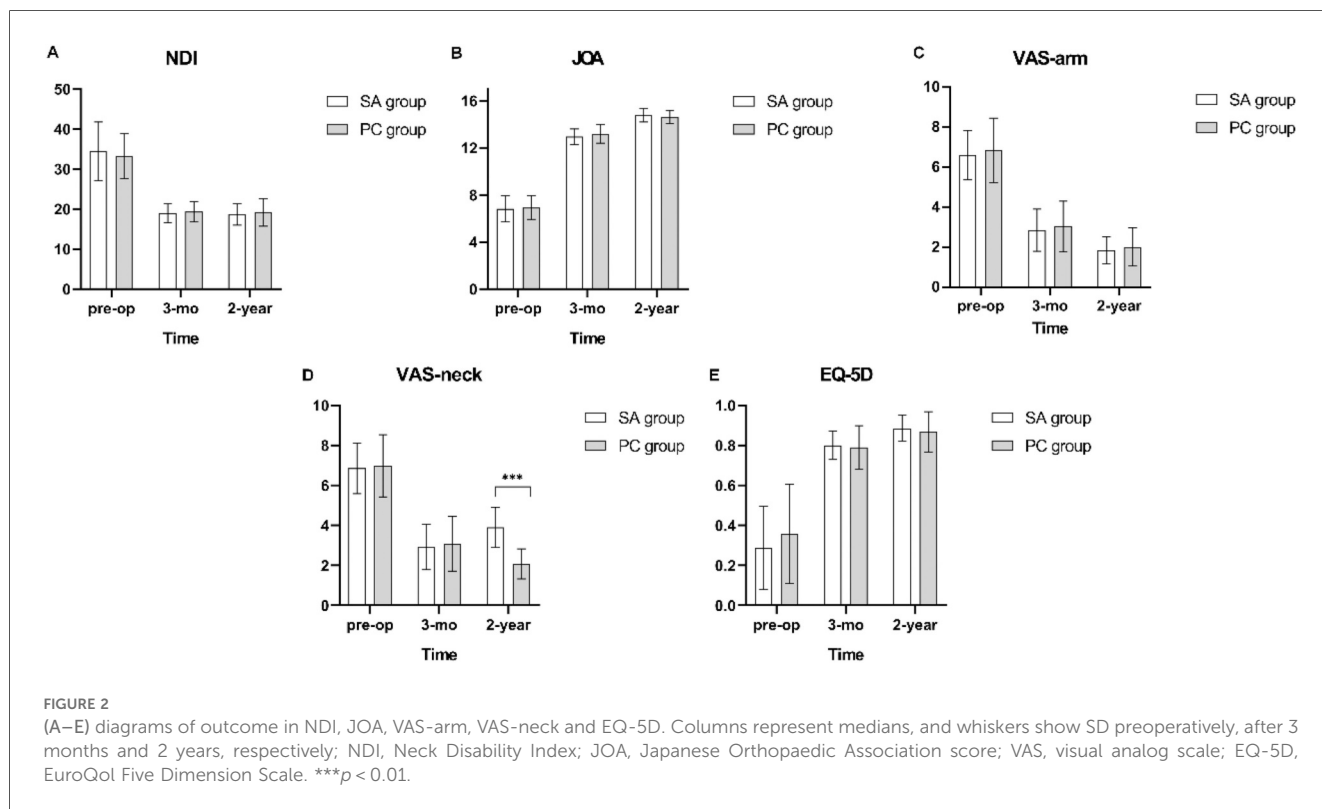 A
NDI
50
40
30
20
10
0
pre-op 3-mo 2-year
Time
SA group
PC group
B
JOA
16
12
8
4
0
pre-op 3-mo 2-year
Time
SA group
PC group
C
VAS-arm
10
8
6
4
2
0
pre-op 3-mo 2-year
Time
SA group
PC group
D
VAS-neck
10
8
6
4
2
0
***
pre-op 3-mo 2-year
Time
SA group
PC group
E
EQ-5D
1.0
0.8
0.6
0.4
0.2
0.0
pre-op 3-mo 2-year
Time
SA group
PC group
FIGURE 2
(A–E) diagrams of outcome in NDI, JOA, VAS-arm, VAS-neck and EQ-5D. Columns represent medians, and whiskers show SD preoperatively, after 3
months and 2 years, respectively; NDI, Neck Disability Index; JOA, Japanese Orthopaedic Association score; VAS, visual analog scale; EQ-5D,
EuroQol Five Dimension Scale. ***p < 0.01.